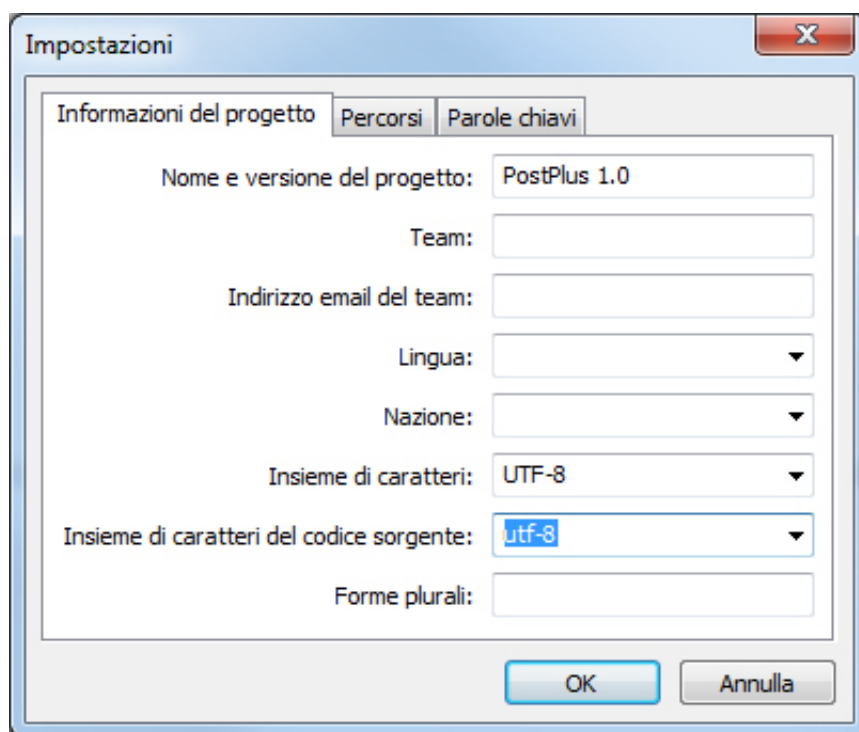 Impostazioni
Informazioni del progetto Percorsi Parole chiavi
Nome e versione del progetto: PostPlus 1.0
Team:
Indirizzo email del team:
Lingua:
Nazione:
Insieme di caratteri: UTF-8
Insieme di caratteri del codice sorgente: utf-8
Forme plurali:
OK Annulla